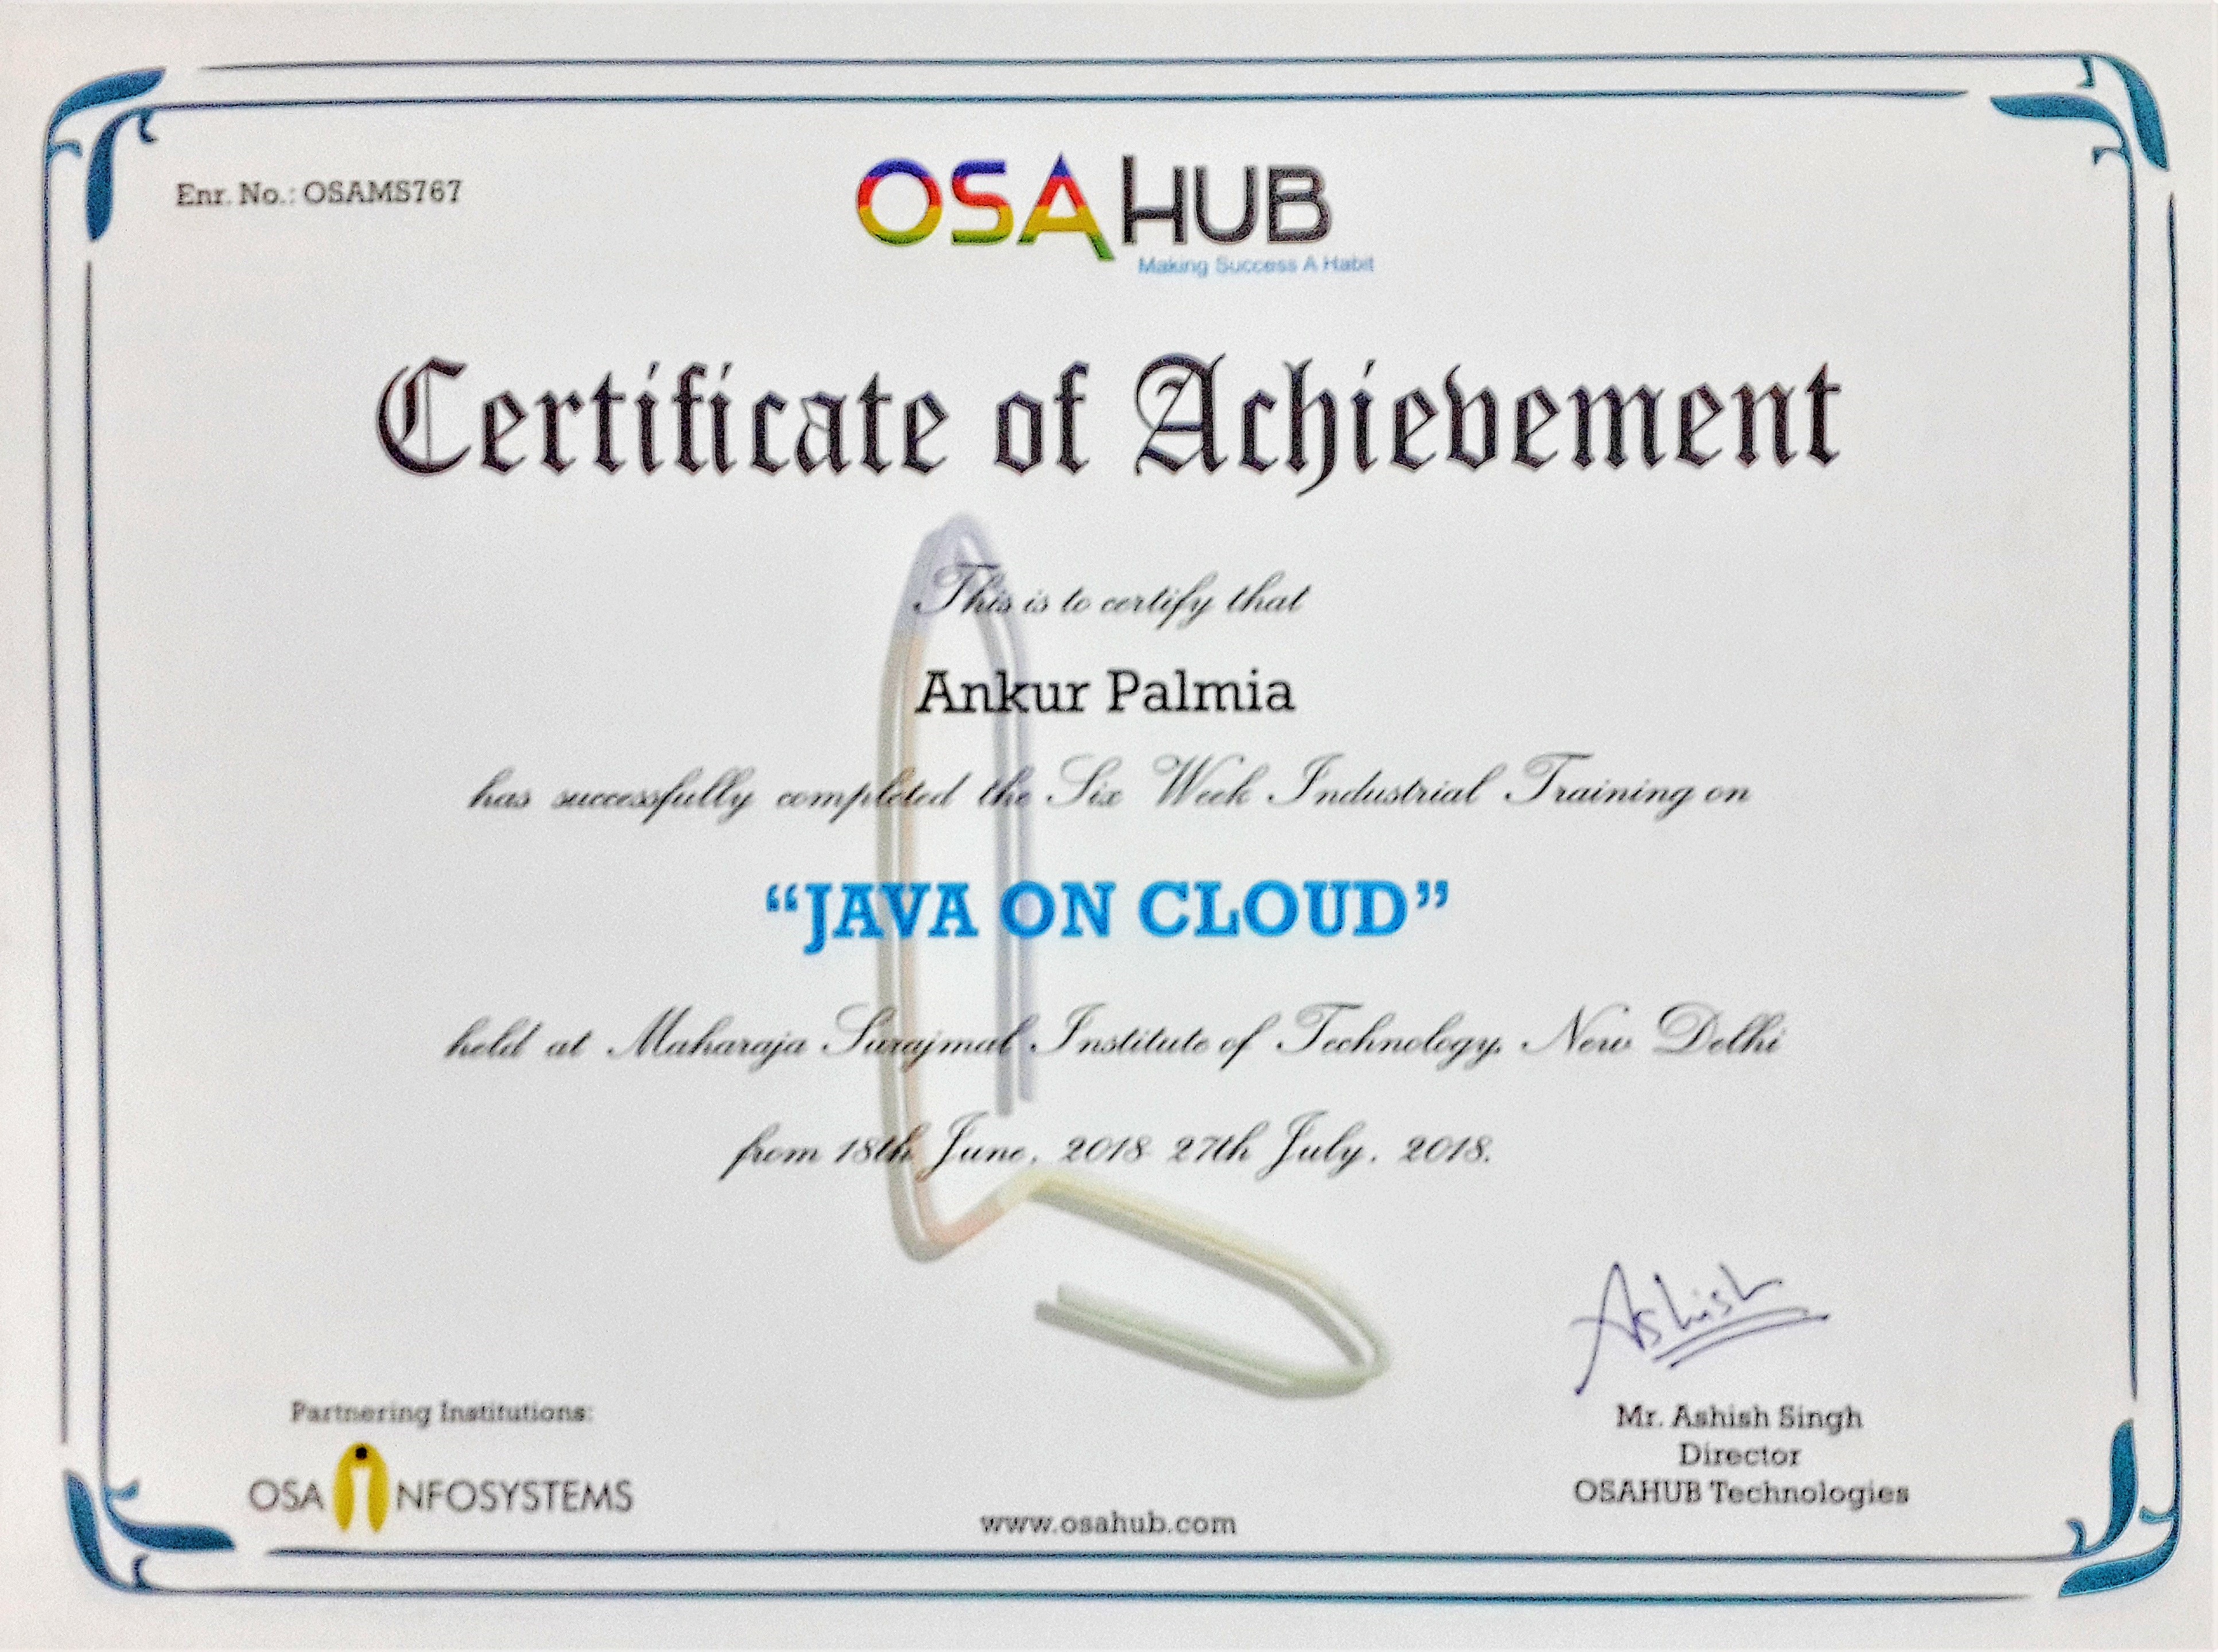 Enr. No.: OSAMS767
OSAHUB
Making Success A Habit
Certificate of Achievement
This is to certify that
Ankur Palmia
has successfully completed the Six Week Industrial Training on
“JAVA ON CLOUD”
held at Maharaja Surajmal Institute of Technology, New Delhi
from 18th June, 2018 27th July, 2018.
Ashish
Mr. Ashish Singh
Director
OSAHUB Technologies
Partnering Institutions:
OSA INFOSYSTEMS
www.osahub.com